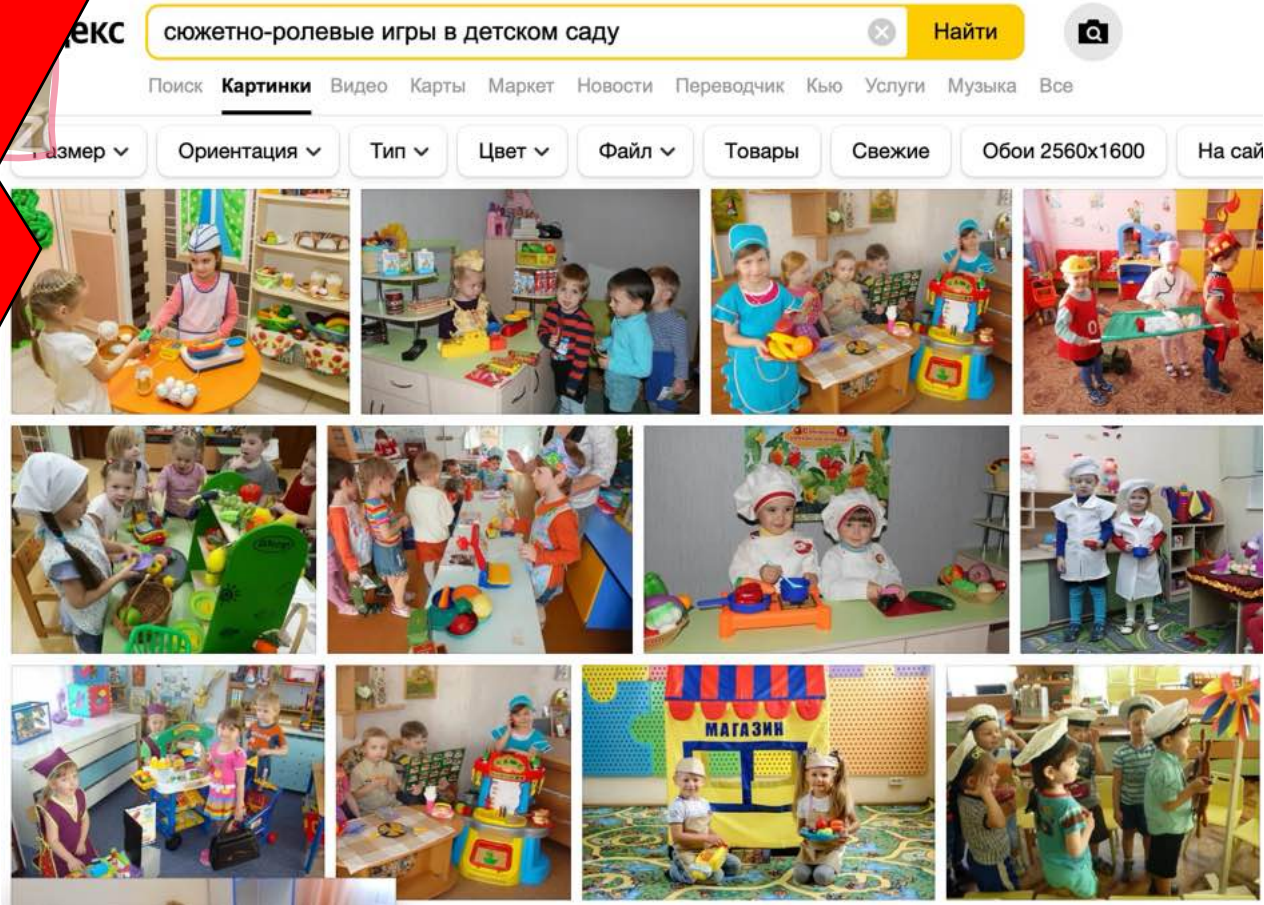 екс
сюжетно-ролевые игры в детском саду
Найти
Поиск Картинки Видео Карты Маркет Новости Переводчик Кью Услуги Музыка Все
азмер Ориентация Тип Цвет Файл Товары Свежие Обои 2560x1600 На сай
МАГАЗИН